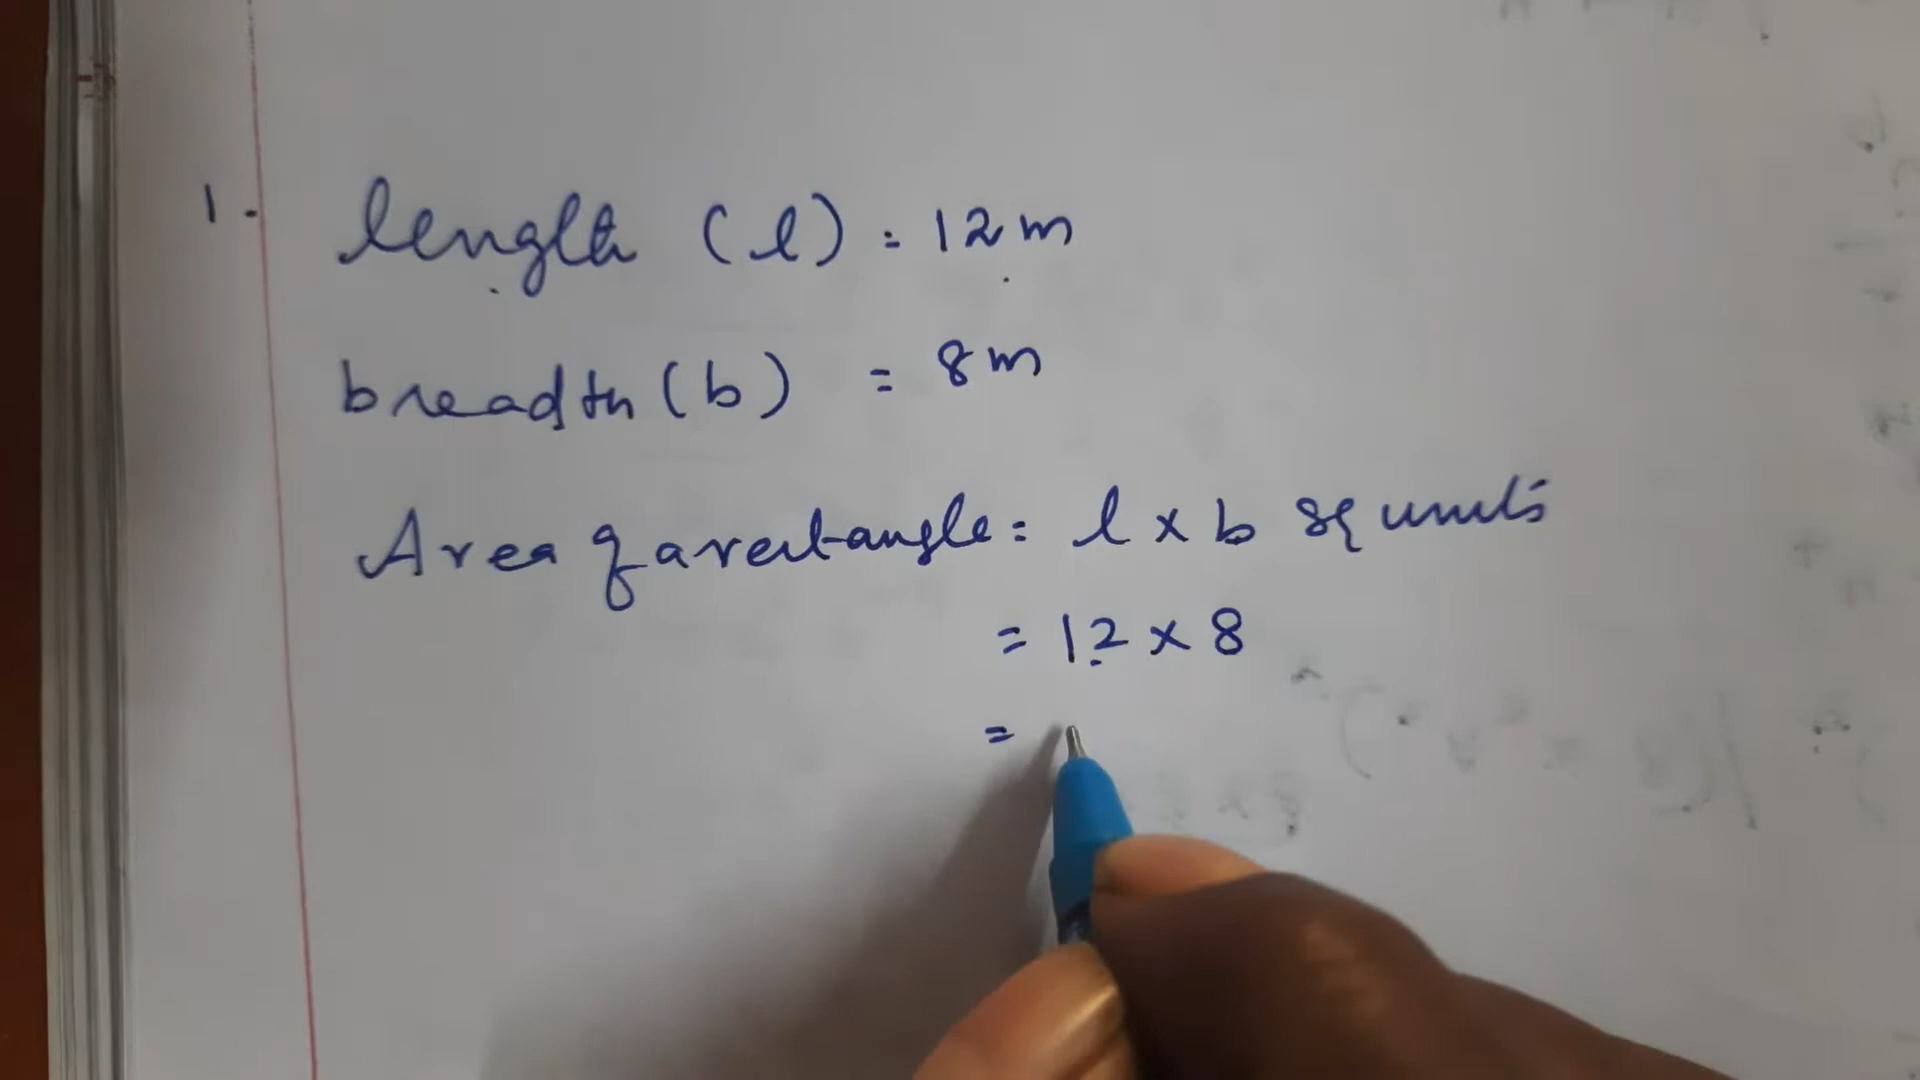 1. length (l) = 12 m
breadth (b) = 8 m
Area of a rectangle = l × b sq units
= 12 × 8
=